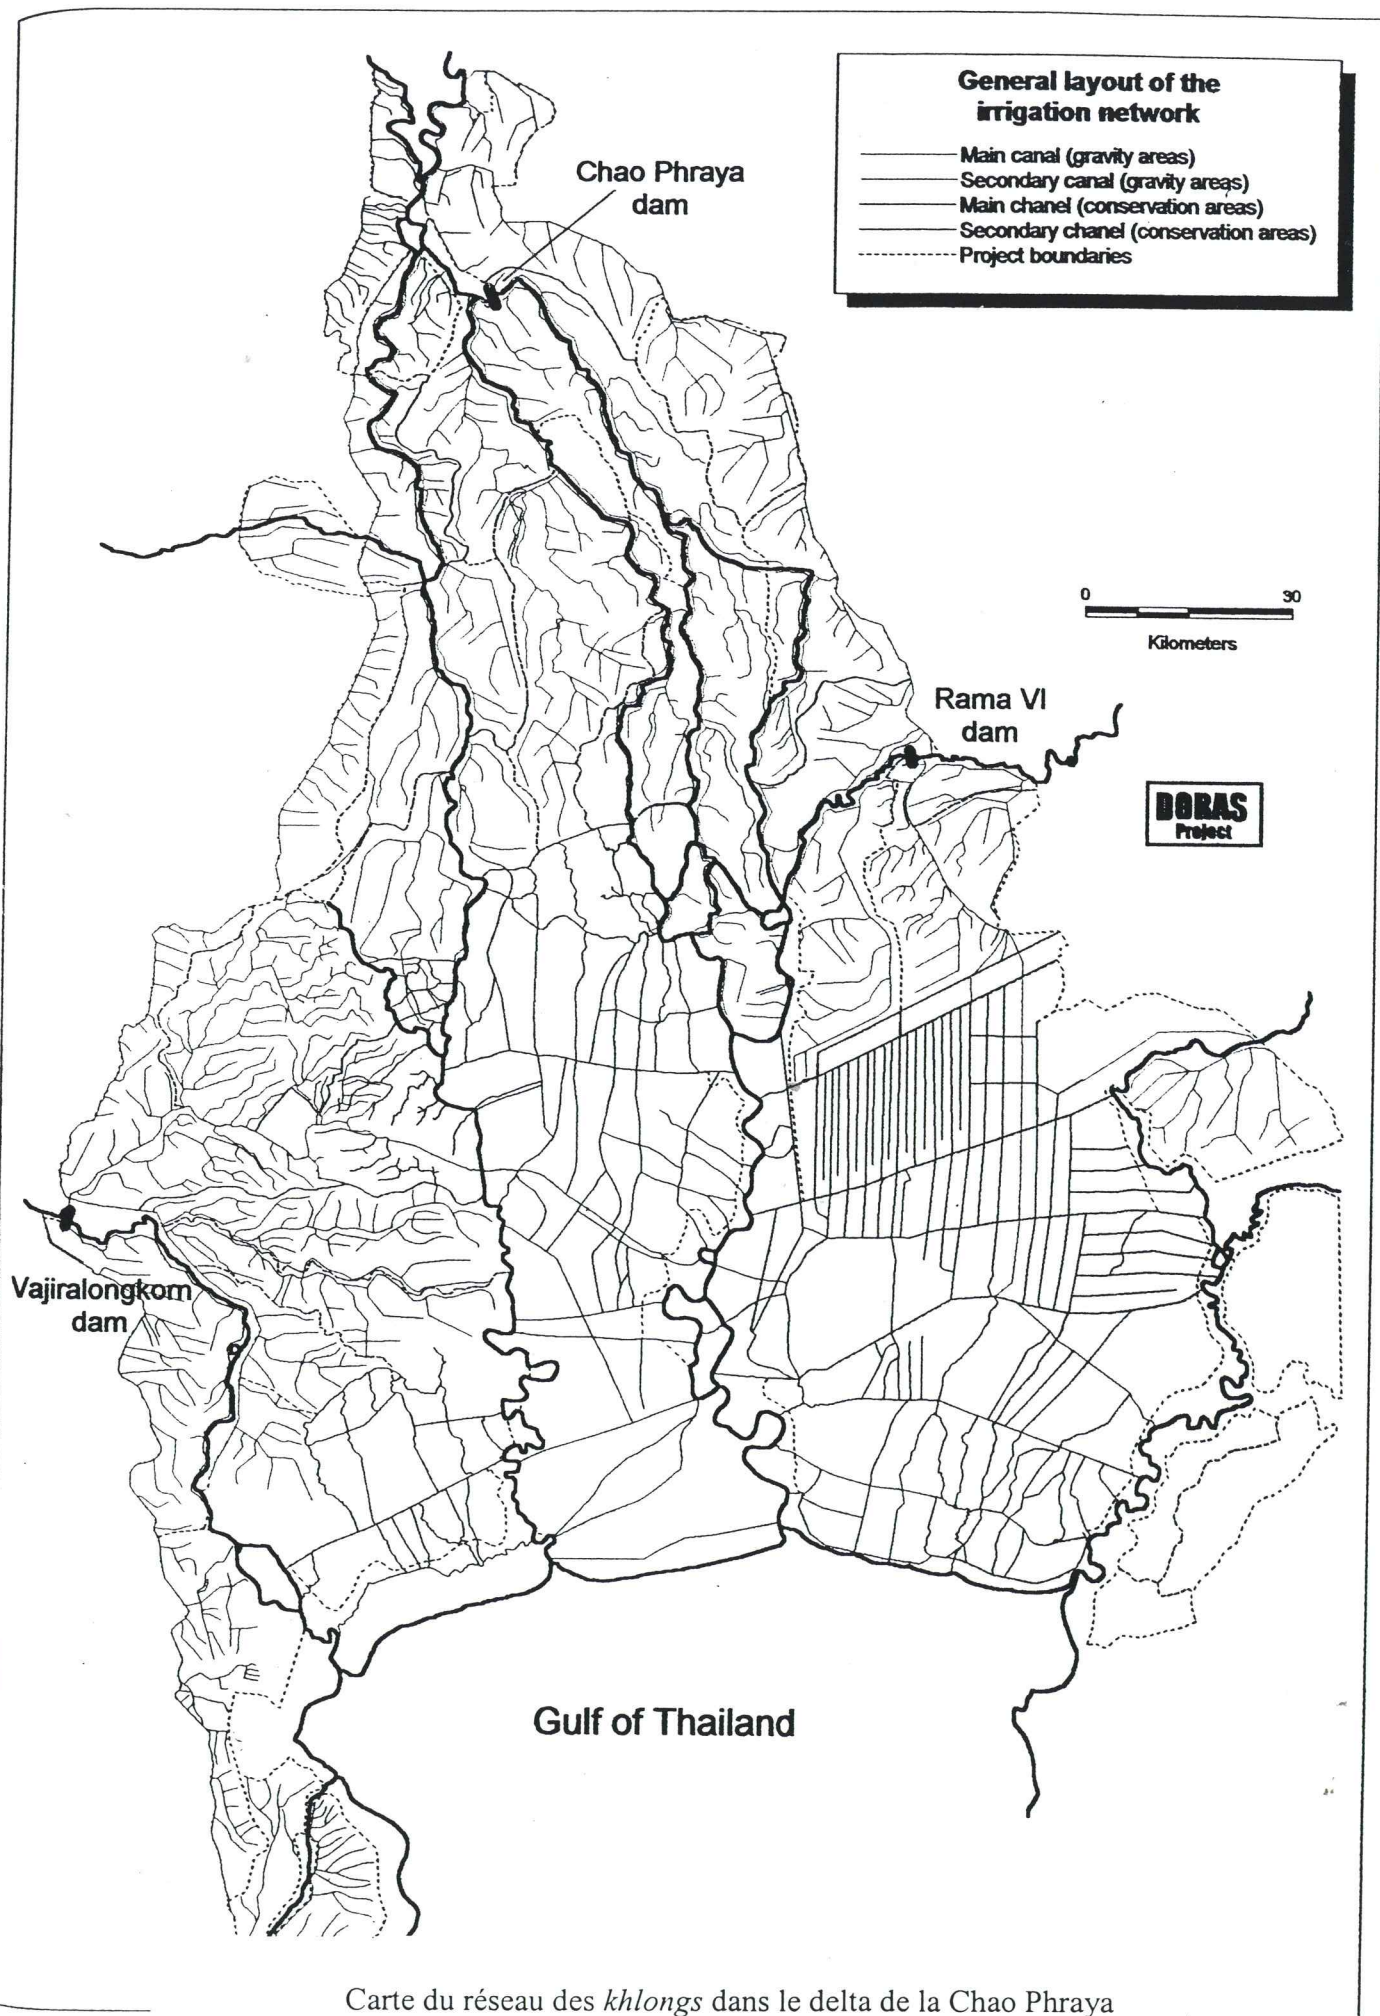 General layout of the
irrigation network
Main canal (gravity areas)
Secondary canal (gravity areas)
Main chanel (conservation areas)
Secondary chanel (conservation areas)
Project boundaries
Chao Phraya
dam
0 30
Kilometers
Rama VI
dam
DORAS
Project
Vajiralongkorn
dam
Gulf of Thailand
Carte du réseau des khlongs dans le delta de la Chao Phraya